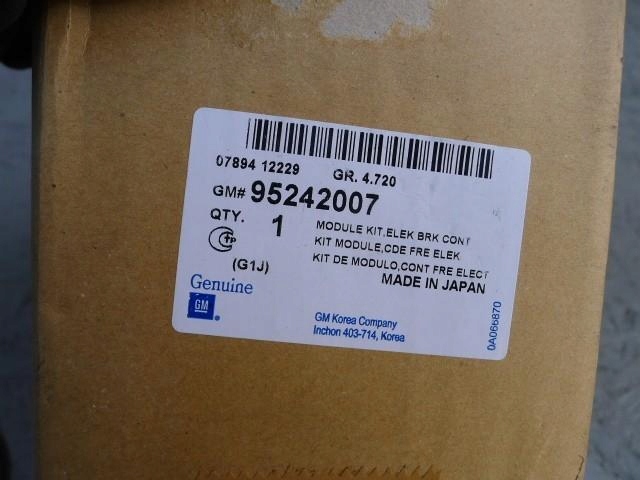 07894 12229 GR. 4.720
GM# 95242007
QTY. 1
MODULE KIT,ELEK BRK CONT
KIT MODULE,CDE FRE ELEK
KIT DE MODULO,CONT FRE ELECT
(G1J)
MADE IN JAPAN
Genuine
GM
GM Korea Company
Inchon 403-714, Korea
0A066870